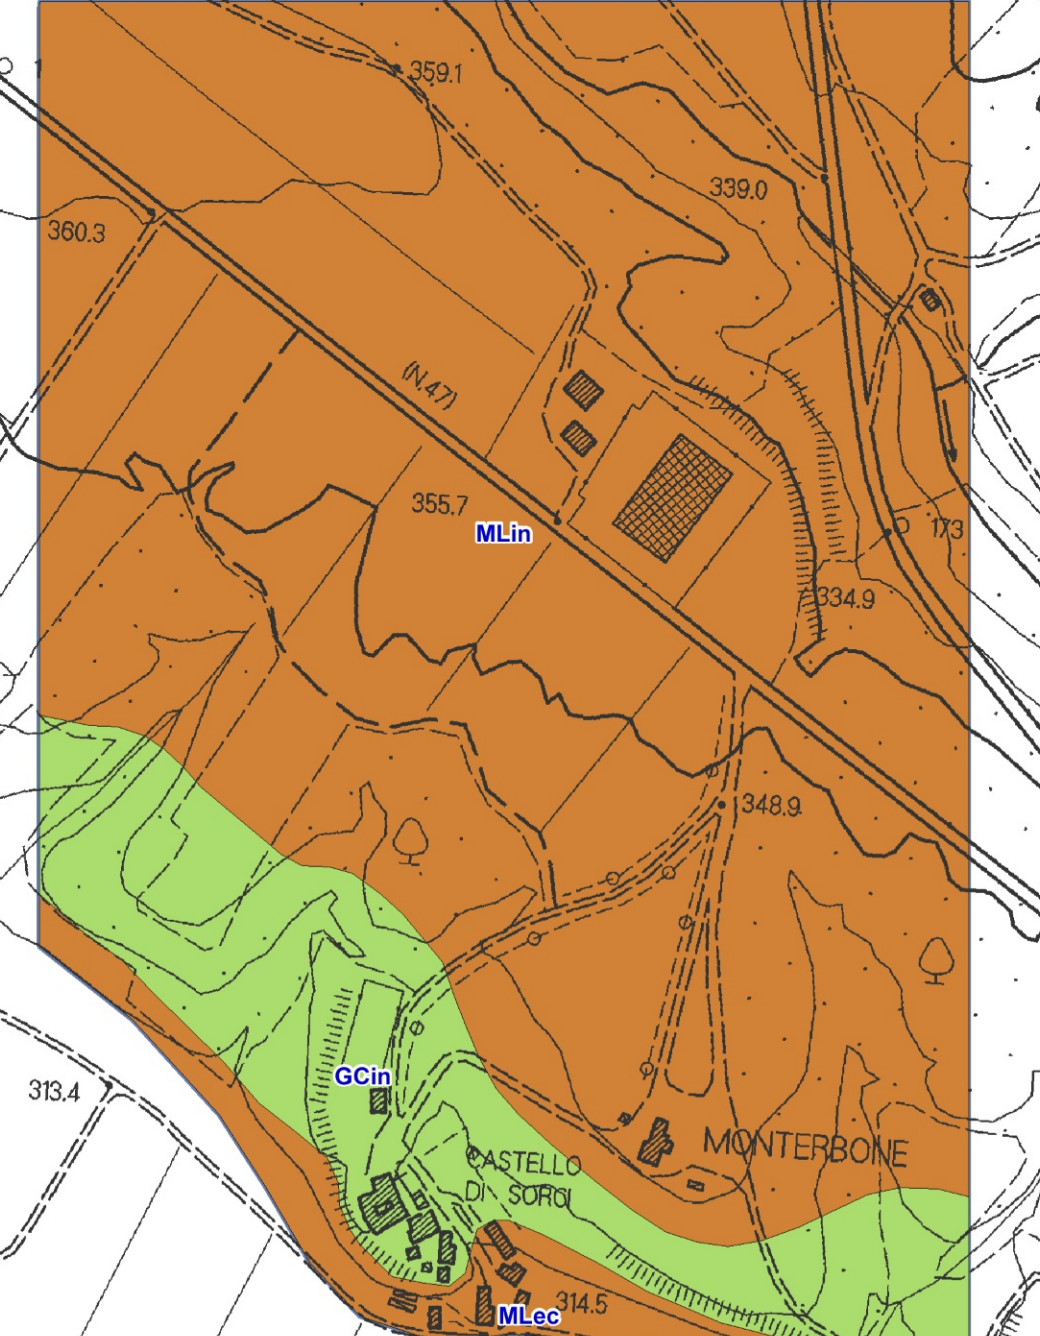 359.1
339.0
360.3
(N.47)
355.7
MLin
173
334.9
348.9
GCin
313.4
MONTERBONE
CASTELLO
DI SORCI
314.5
MLec